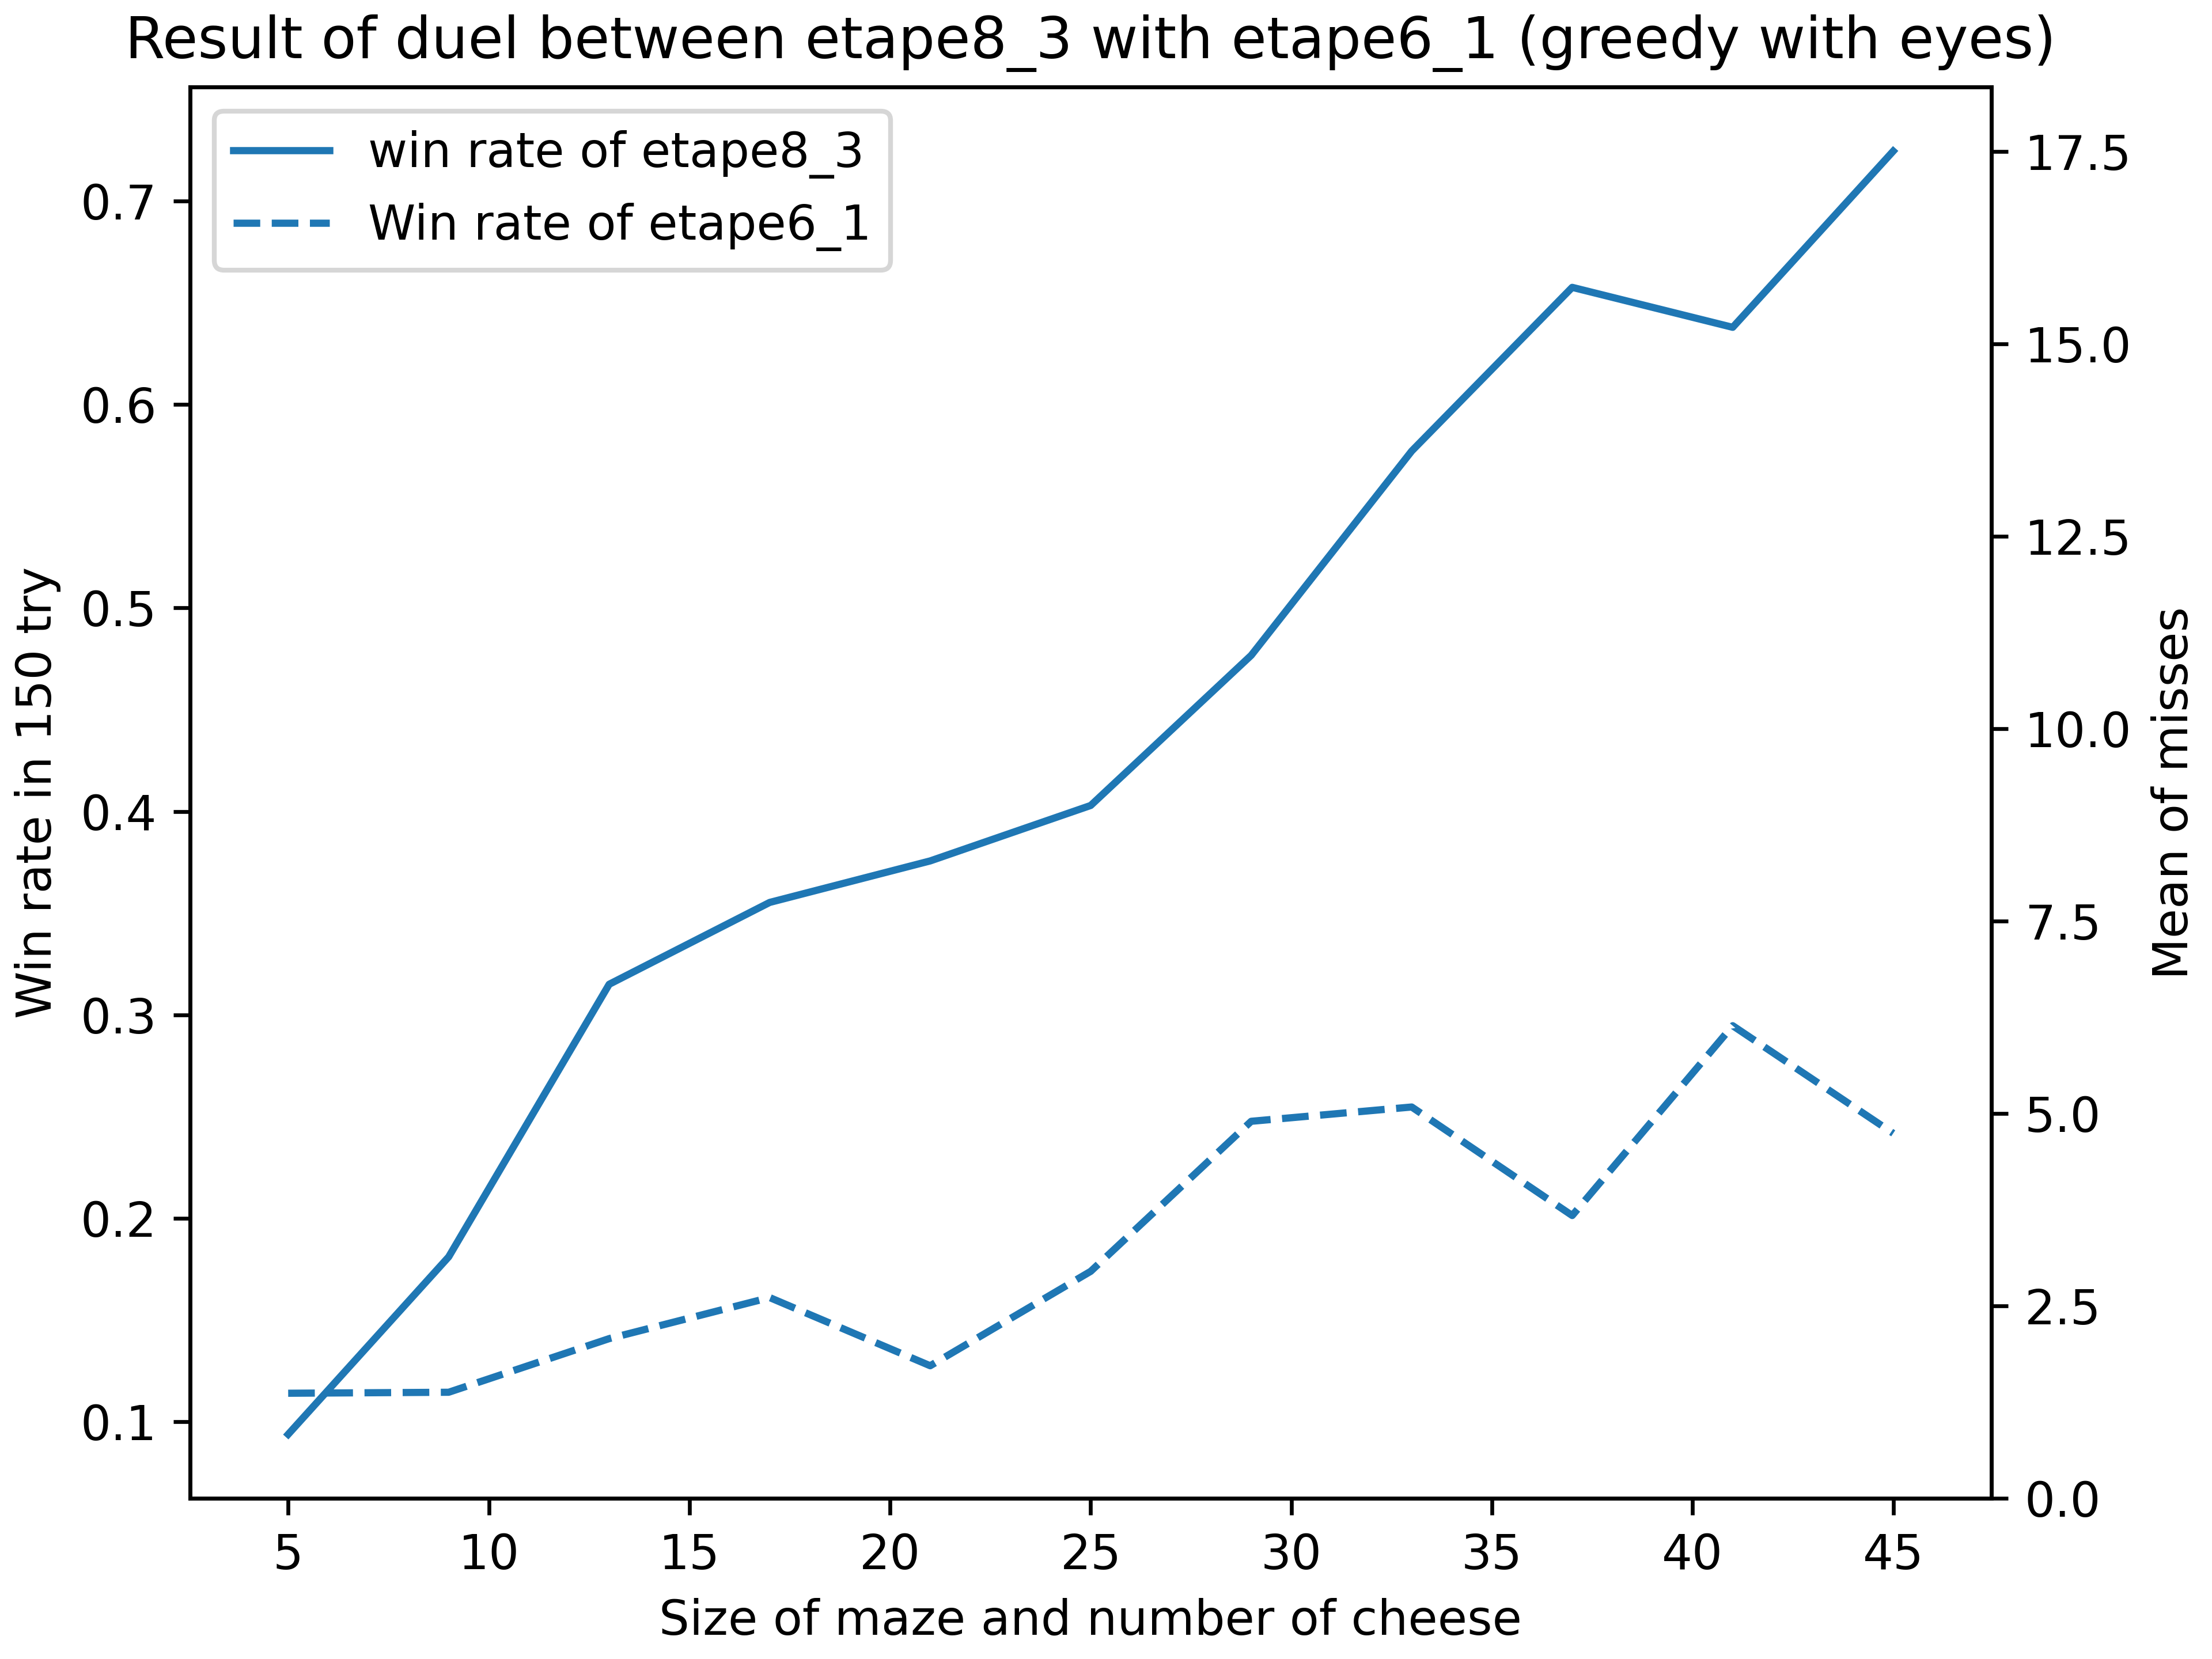 Result of duel between etape8_3 with etape6_1 (greedy with eyes)
win rate of etape8_3
Win rate of etape6_1
Win rate in 150 try
0.7
0.6
0.5
0.4
0.3
0.2
0.1
17.5
15.0
12.5
10.0
7.5
5.0
2.5
0.0
Mean of misses
5 10 15 20 25 30 35 40 45
Size of maze and number of cheese